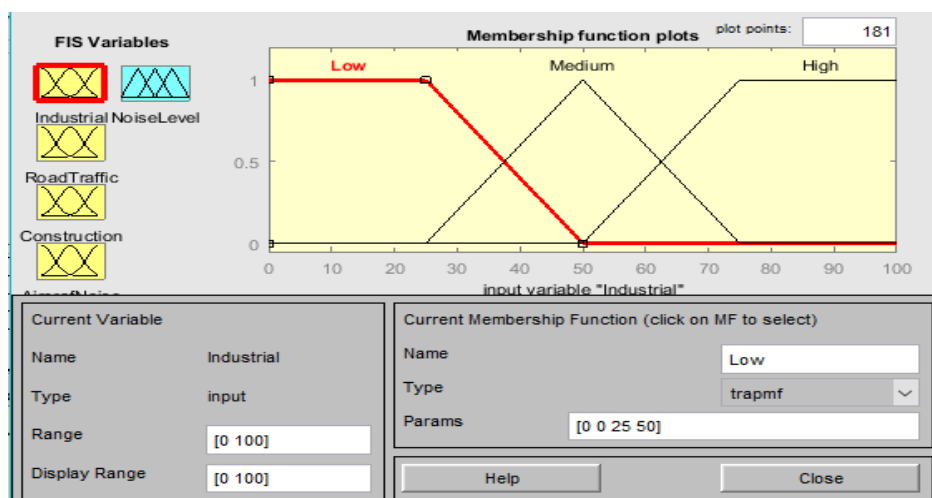 FIS Variables
Industrial
NoiseLevel
RoadTraffic
Construction
Membership function plots
plot points:
181
Low
Medium
High
1
0.5
0
0 10 20 30 40 50 60 70 80 90 100
input variable "Industrial"
Current Variable
Name Industrial
Type input
Range [0 100]
Display Range [0 100]
Current Membership Function (click on MF to select)
Name Low
Type trapmf
Params [0 0 25 50]
Help
Close